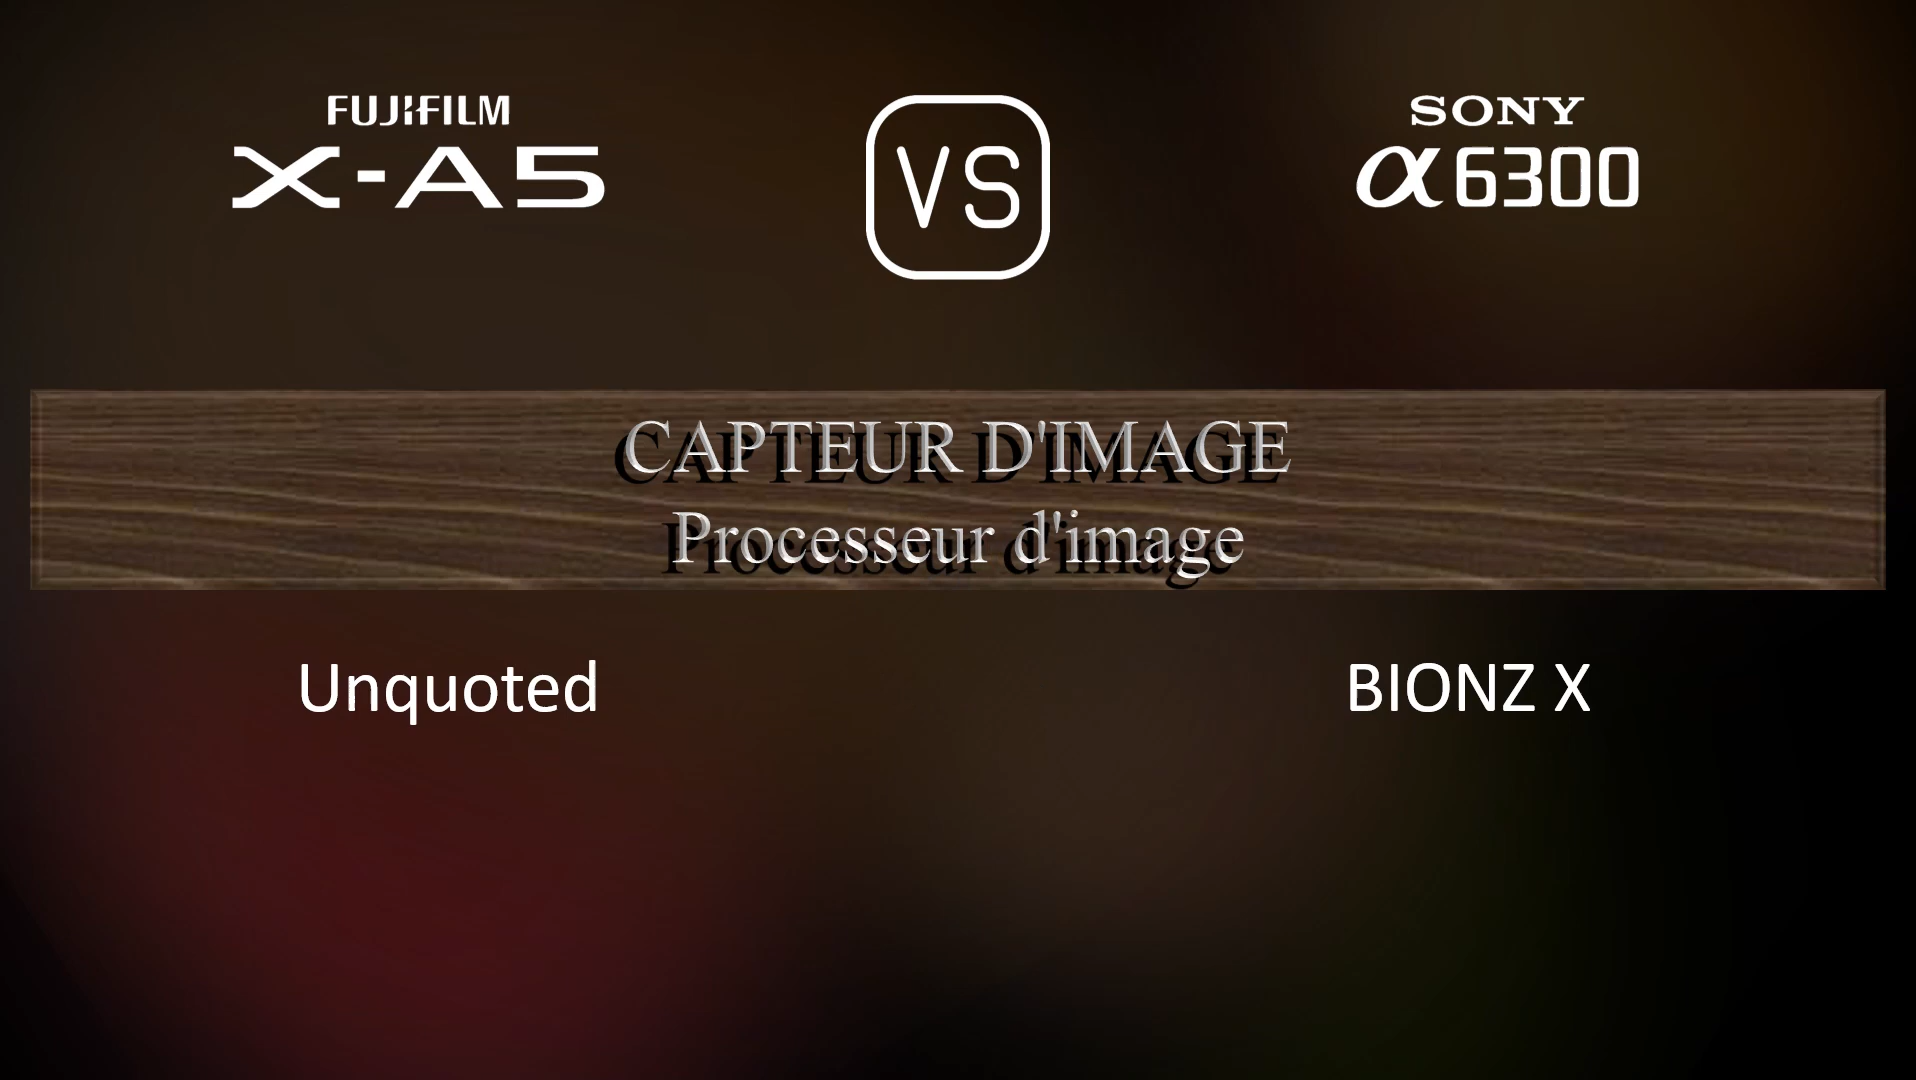 FUJIFILM
X-A5
VS
SONY
α6300
CAPTEUR D'IMAGE
Processeur d'image
Unquoted
BIONZ X